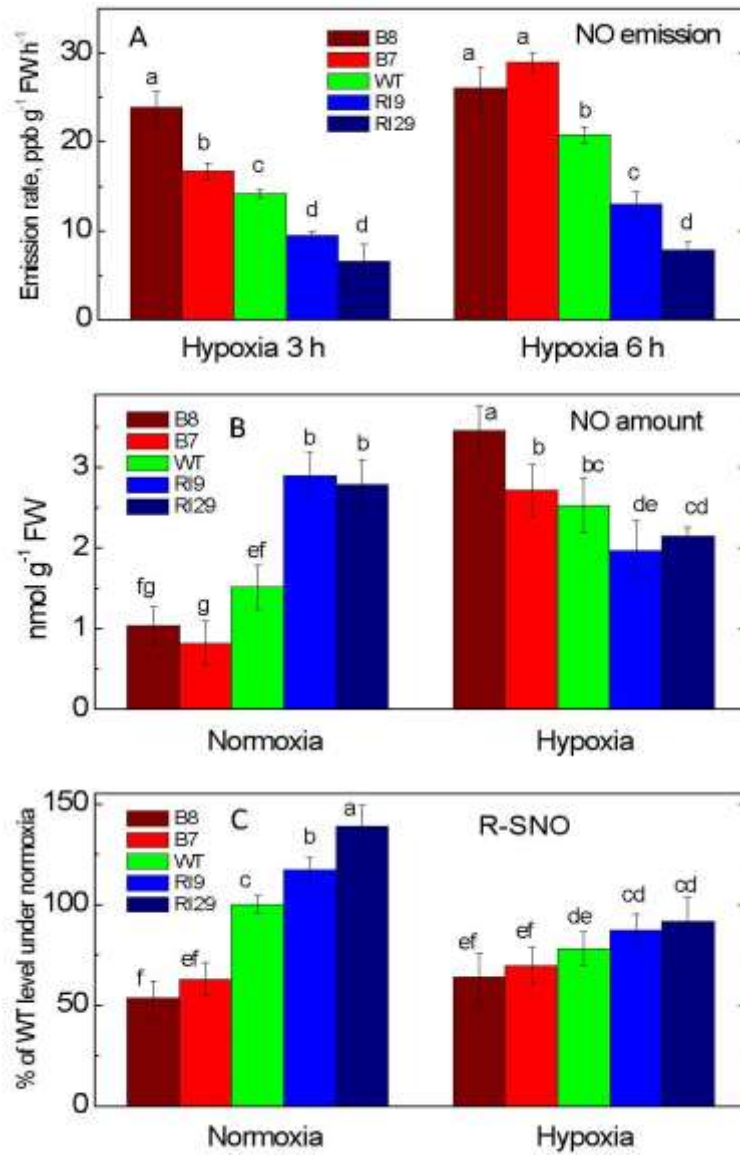 A
NO emission
B8
B7
WT
RI9
RI29
Emission rate, ppb g⁻¹ FWh⁻¹
30
20
10
0
a
b
c
d
d
a
a
b
c
d
Hypoxia 3 h
Hypoxia 6 h
B
NO amount
B8
B7
WT
RI9
RI29
nmol g⁻¹ FW
3
2
1
0
fg
g
ef
b
b
a
b
bc
de
cd
Normoxia
Hypoxia
C
R-SNO
B8
B7
WT
RI9
RI29
% of WT level under normoxia
150
100
50
0
f
ef
c
b
a
ef
ef
de
cd
cd
Normoxia
Hypoxia